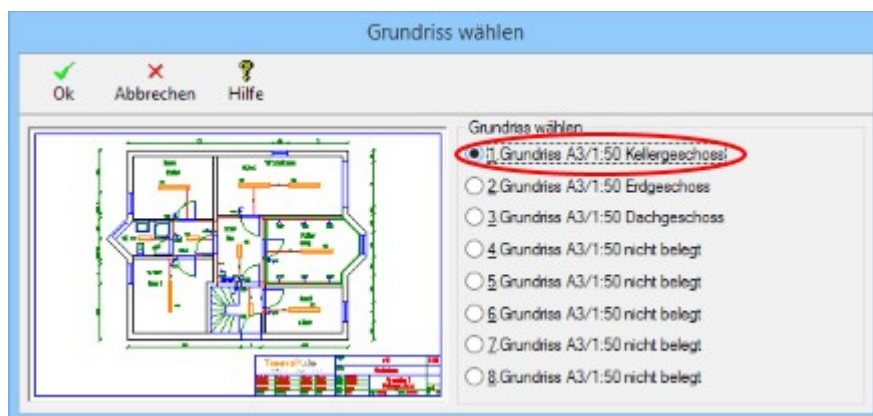 Grundriss wählen
Ok Abbrechen Hilfe
Grundriss wählen
1.Grundriss A3/1:50 Kellergeschoss
2.Grundriss A3/1:50 Erdgeschoss
3.Grundriss A3/1:50 Dachgeschoss
4.Grundriss A3/1:50 nicht belegt
5.Grundriss A3/1:50 nicht belegt
6.Grundriss A3/1:50 nicht belegt
7.Grundriss A3/1:50 nicht belegt
8.Grundriss A3/1:50 nicht belegt